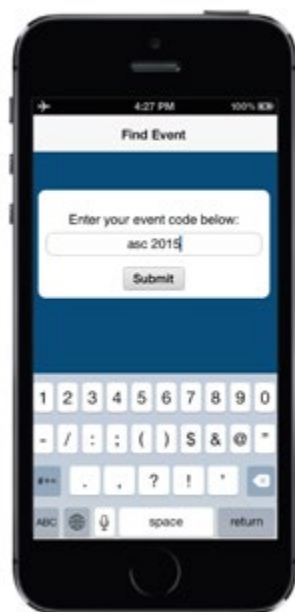 4:27 PM 100%
Find Event
Enter your event code below:
asc 2015
Submit
1 2 3 4 5 6 7 8 9 0
- / : ; ( ) $ & @ "
#+= . , ? ! '
ABC space return